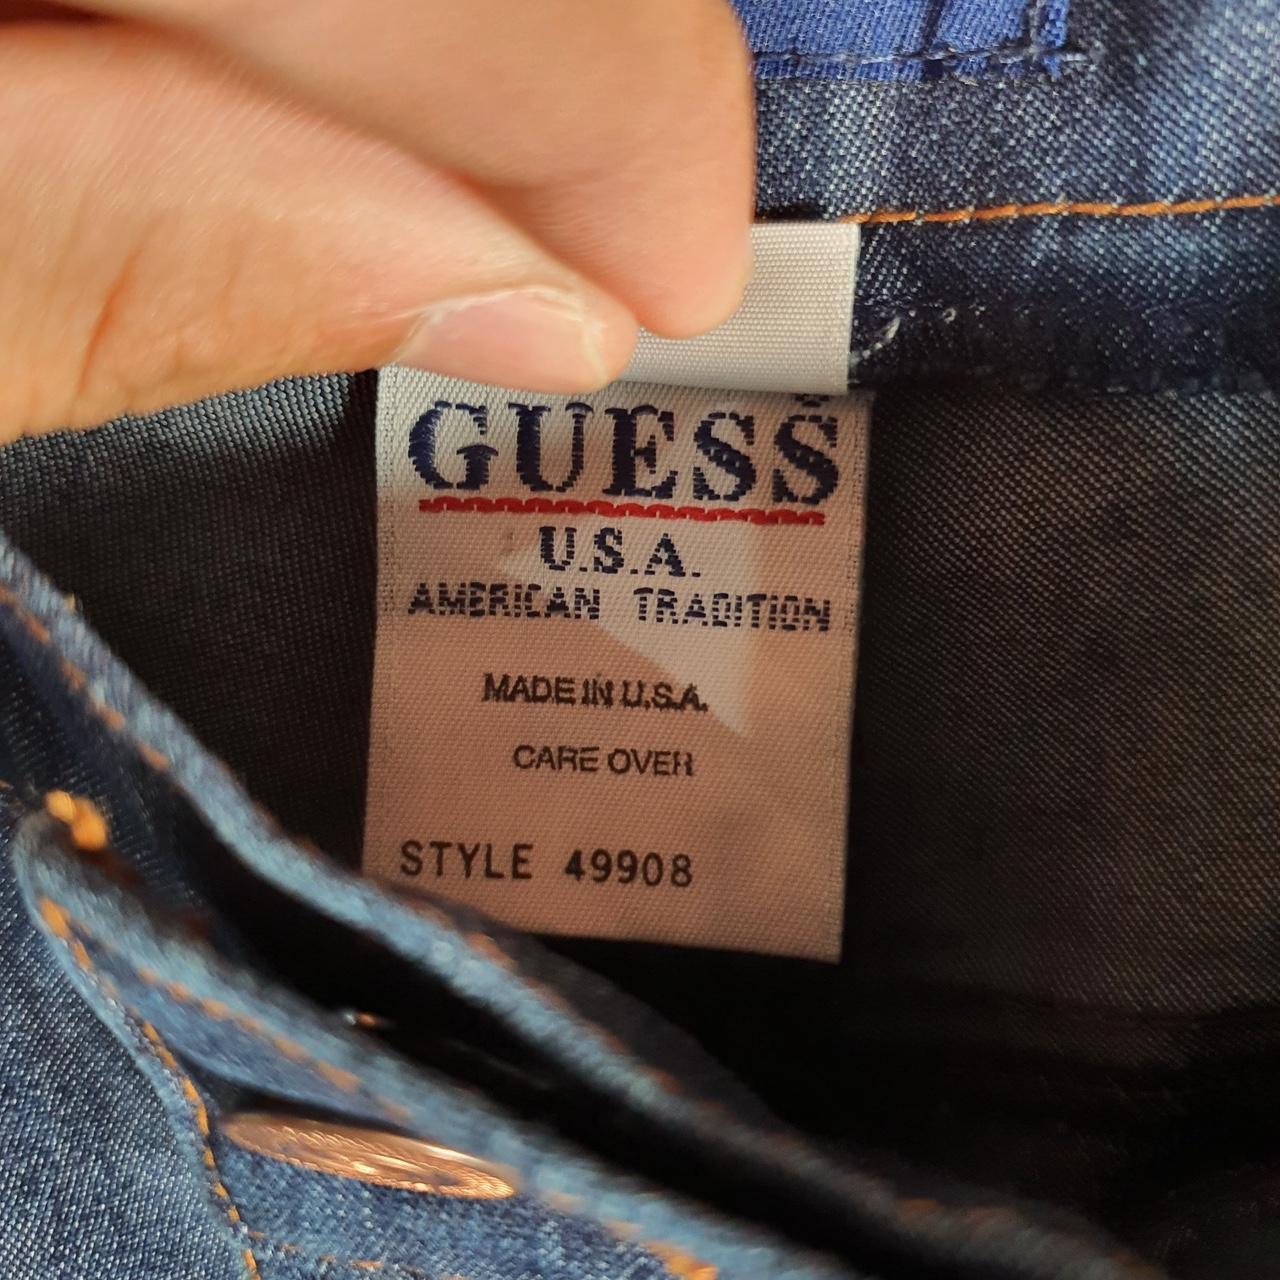 GUESS
U.S.A.
AMERICAN TRADITION
MADE IN U.S.A.
CARE OVER
STYLE 49908